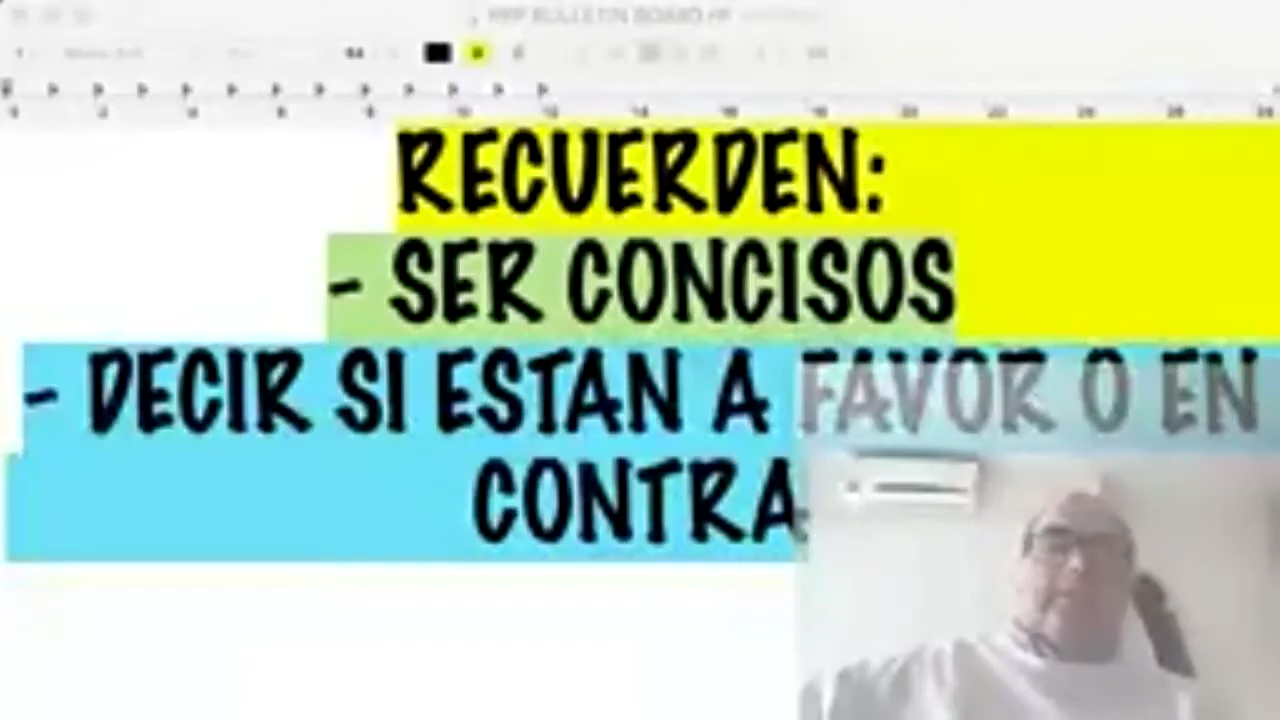 RECUERDEN:
- SER CONCISOS
- DECIR SI ESTAN A FAVOR O EN
CONTRA